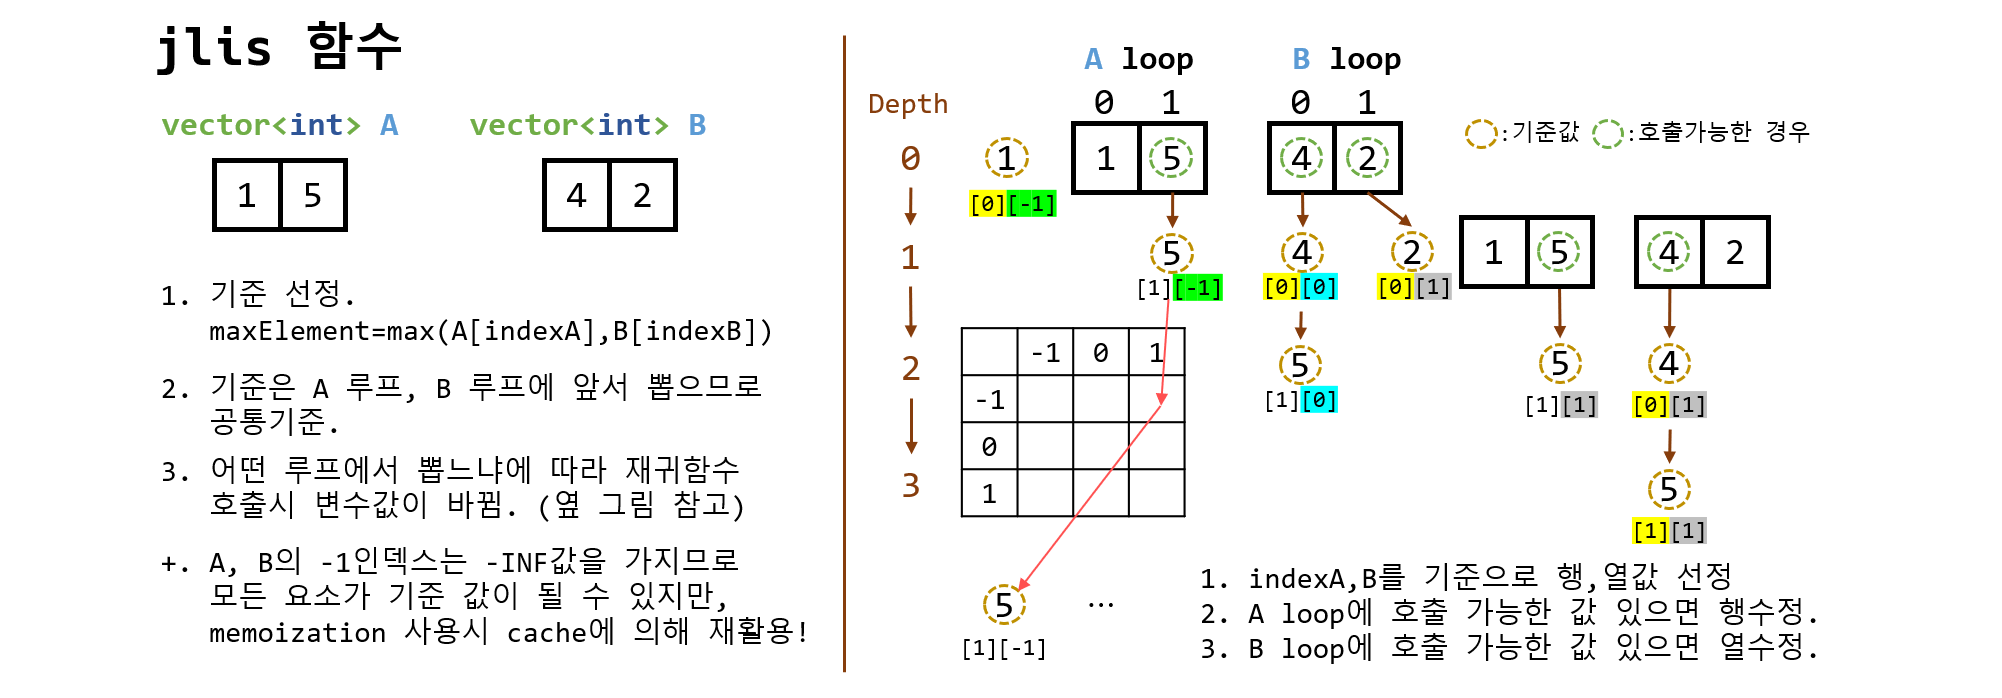 jlis 함수
vector<int> A
vector<int> B
1 5
4 2
1. 기준 선정.
maxElement=max(A[indexA],B[indexB])
2. 기준은 A 루프, B 루프에 앞서 뽑으므로
공통기준.
3. 어떤 루프에서 뽑느냐에 따라 재귀함수
호출시 변수값이 바뀜. (옆 그림 참고)
+. A, B의 -1인덱스는 -INF값을 가지므로
모든 요소가 기준 값이 될 수 있지만,
memoization 사용시 cache에 의해 재활용!
A loop
B loop
Depth
0 1
0 1
:기준값
:호출가능한 경우
0
1
1 5
4 2
[0][-1]
1
5
4
2
1 5
4 2
[1][-1]
[0][0]
[0][1]
2
5
5
4
[1][0]
[1][1]
[0][1]
-1 0 1
-1
0
1
3
5
[1][1]
5
...
[1][-1]
1. indexA,B를 기준으로 행,열값 선정
2. A loop에 호출 가능한 값 있으면 행수정.
3. B loop에 호출 가능한 값 있으면 열수정.